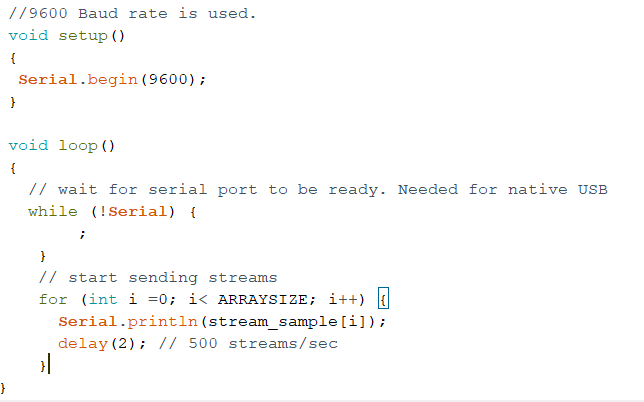 //9600 Baud rate is used.
void setup()
{
Serial.begin(9600);
}
void loop()
{
// wait for serial port to be ready. Needed for native USB
while (!Serial) {
;
}
// start sending streams
for (int i =0; i< ARRAYSIZE; i++) {
Serial.println(stream_sample[i]);
delay(2); // 500 streams/sec
}
}